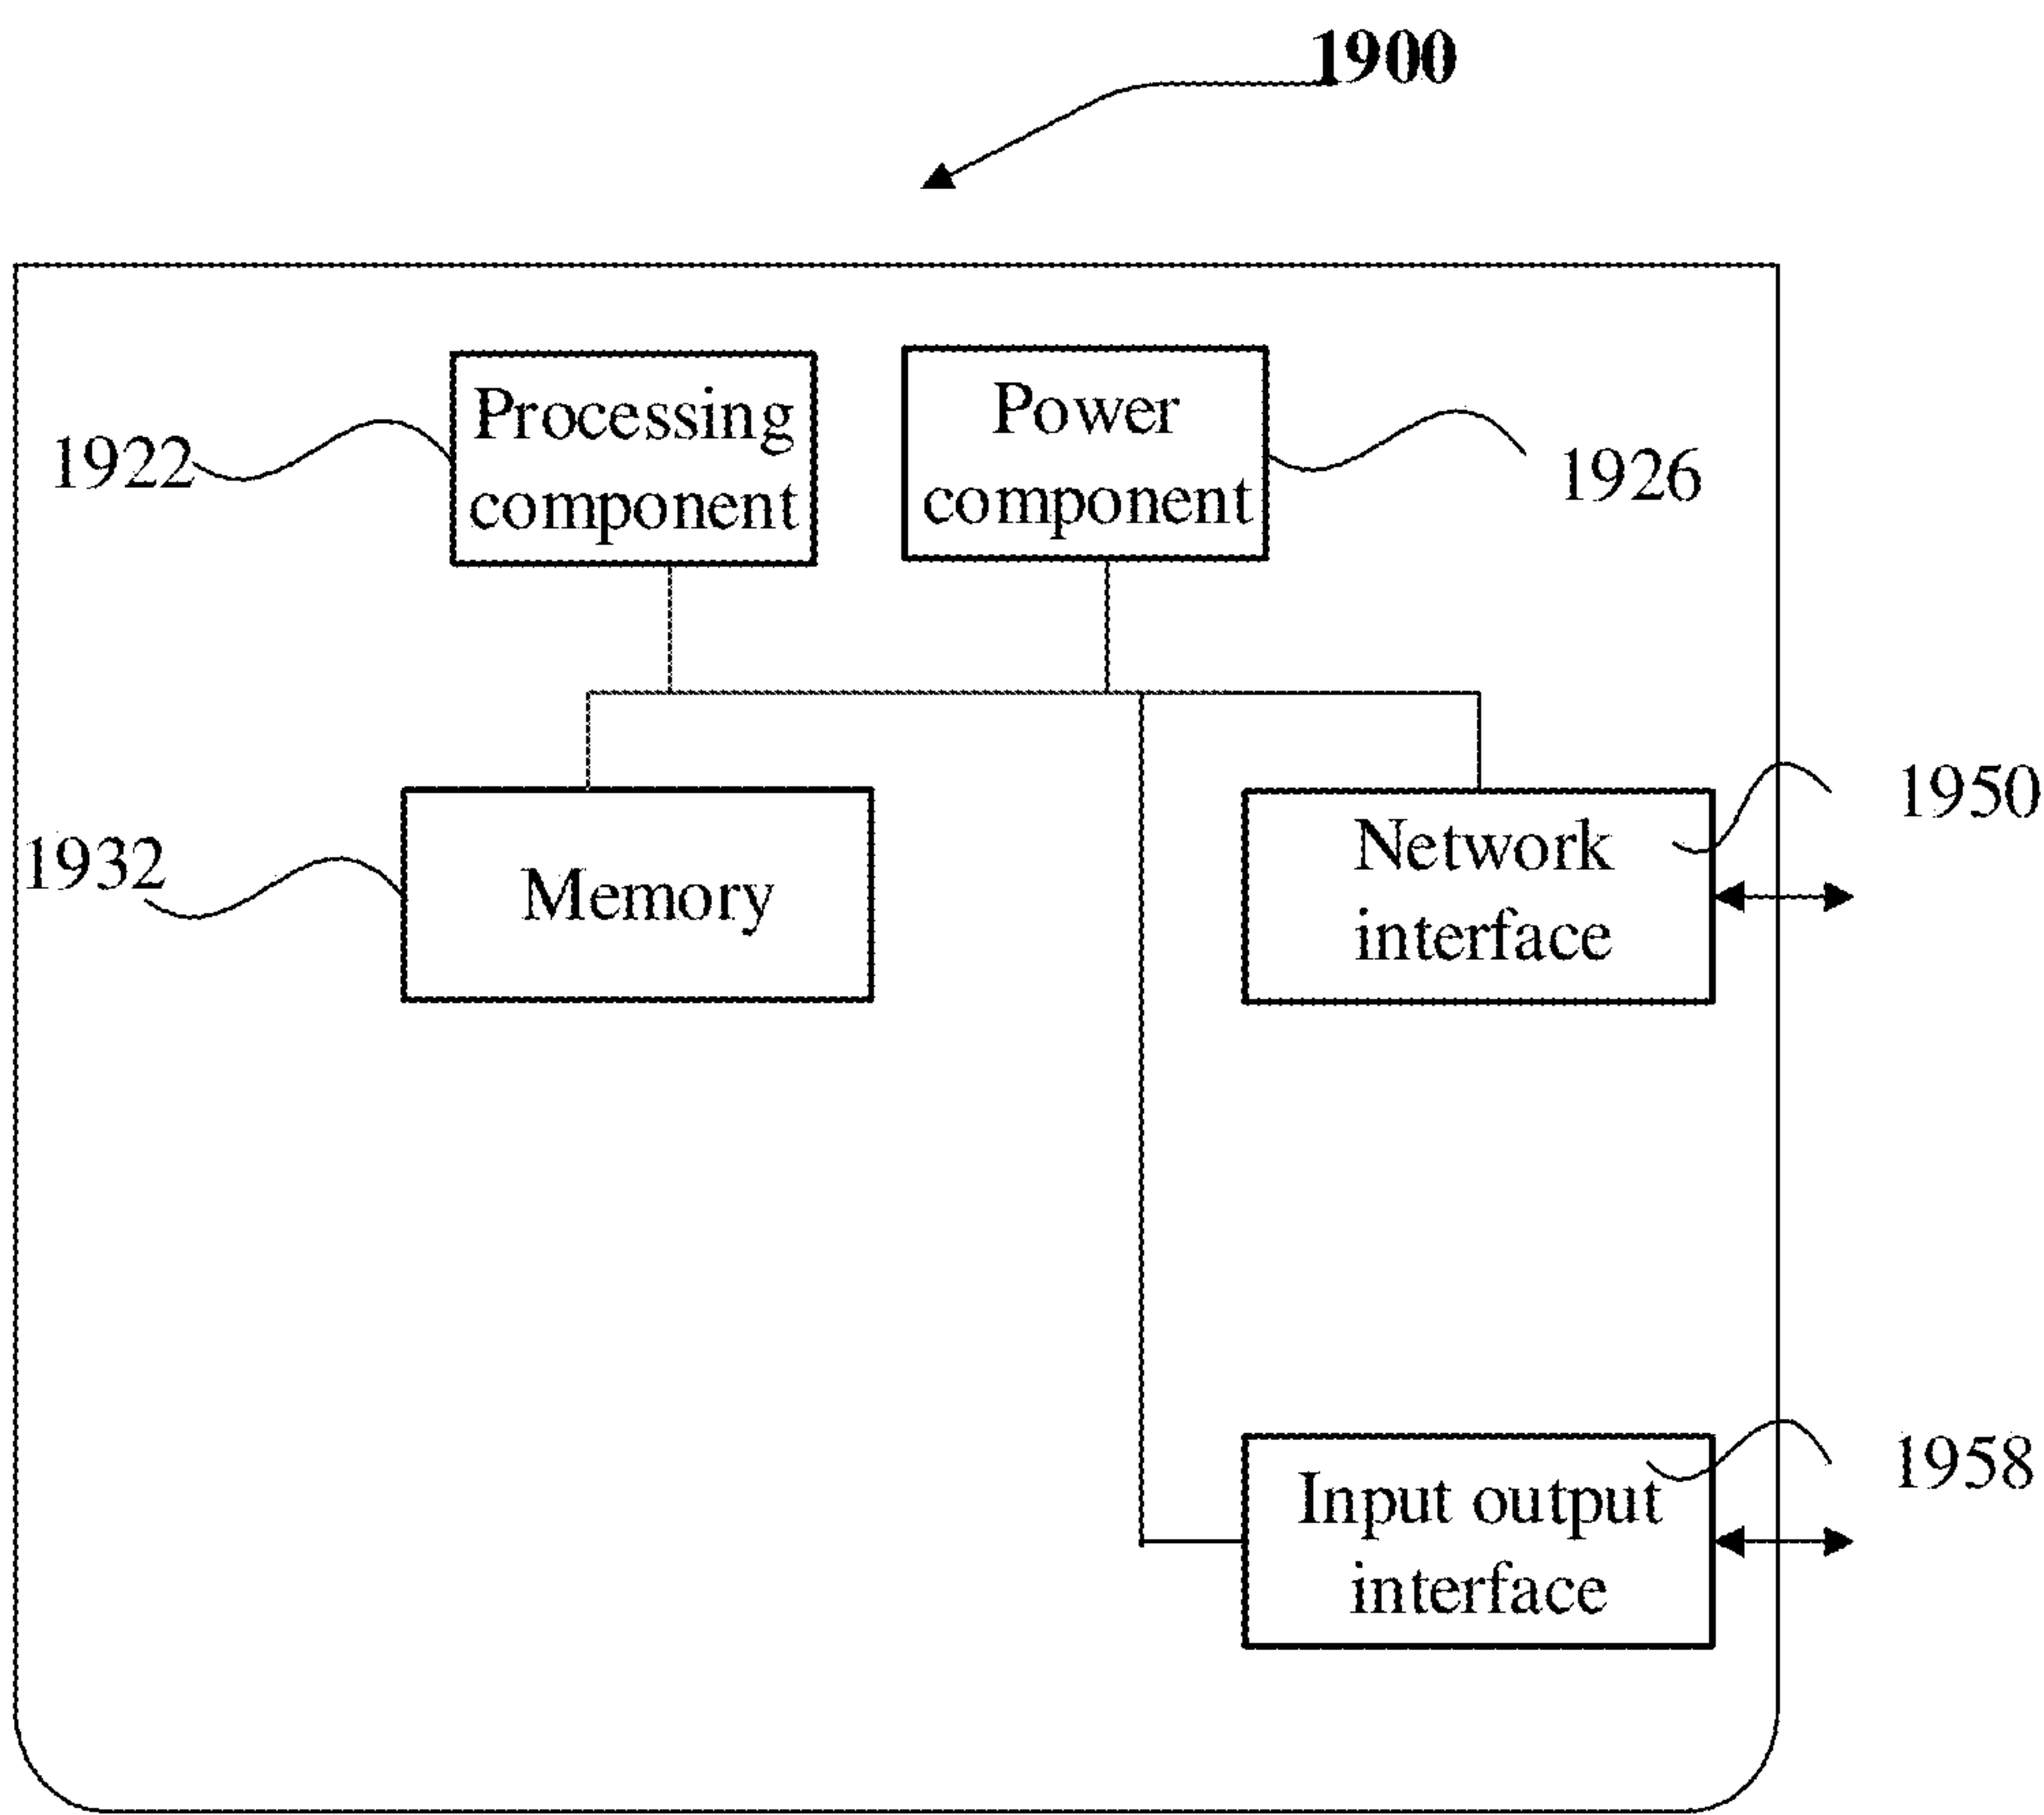 1900
Processing
component
Power
component
1922
1926
1950
1932
Memory
Network
interface
1958
Input output
interface